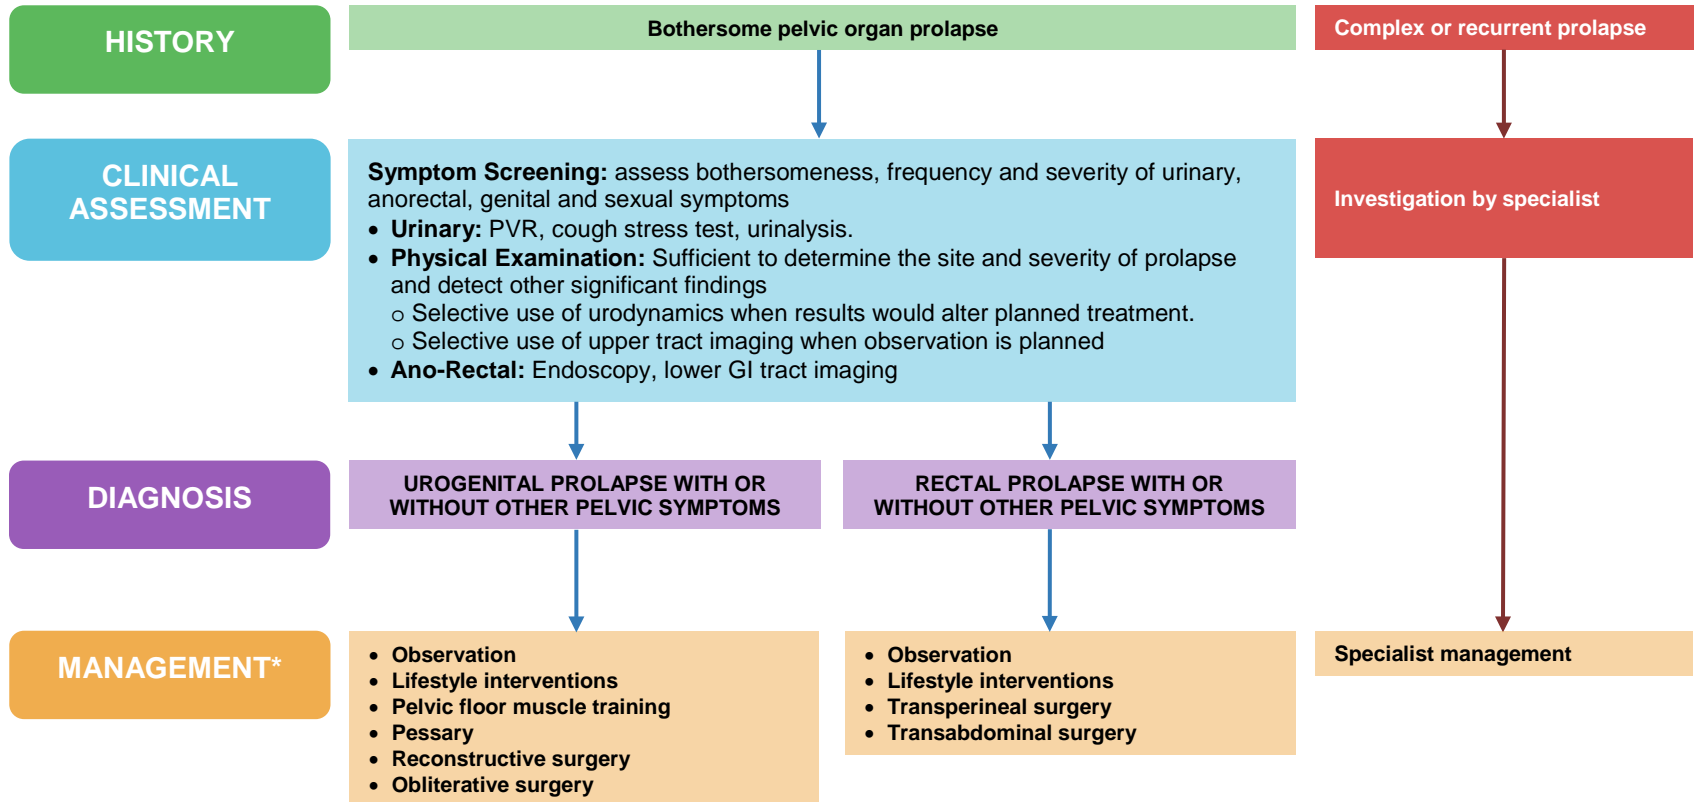 HISTORY
Bothersome pelvic organ prolapse
Complex or recurrent prolapse
CLINICAL
ASSESSMENT
Symptom Screening: assess bothersomeness, frequency and severity of urinary,
anorectal, genital and sexual symptoms
• Urinary: PVR, cough stress test, urinalysis.
• Physical Examination: Sufficient to determine the site and severity of prolapse
and detect other significant findings
o Selective use of urodynamics when results would alter planned treatment.
o Selective use of upper tract imaging when observation is planned
• Ano-Rectal: Endoscopy, lower GI tract imaging
Investigation by specialist
DIAGNOSIS
UROGENITAL PROLAPSE WITH OR
WITHOUT OTHER PELVIC SYMPTOMS
RECTAL PROLAPSE WITH OR
WITHOUT OTHER PELVIC SYMPTOMS
MANAGEMENT*
• Observation
• Lifestyle interventions
• Pelvic floor muscle training
• Pessary
• Reconstructive surgery
• Obliterative surgery
• Observation
• Lifestyle interventions
• Transperineal surgery
• Transabdominal surgery
Specialist management